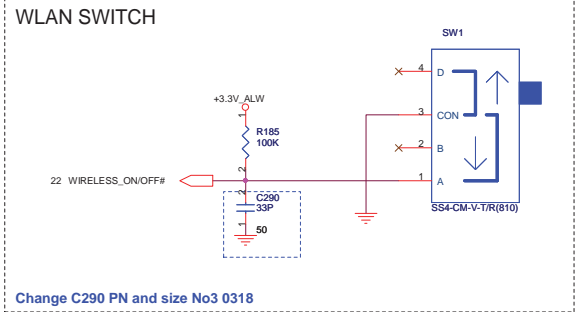 WLAN SWITCH
SW1
4 D
+3.3V_ALW
1
3 CON
R185
100K
2 B
2
22 WIRELESS_ON/OFF#
1 A
2
C290
33P
SS4-CM-V-T/R(810)
1
50
Change C290 PN and size No3 0318